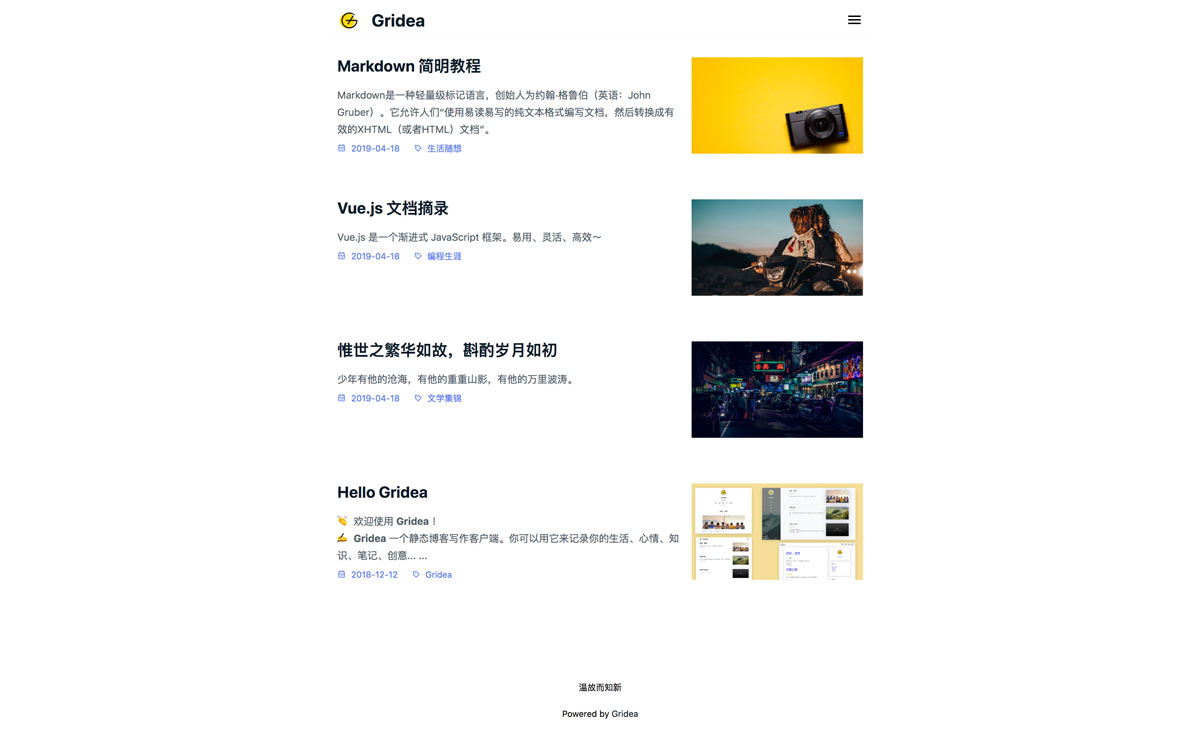 Gridea
Markdown 简明教程
Markdown是一种轻量级标记语言，创始人为约翰·格鲁伯（英语：John
Gruber）。它允许人们“使用易读易写的纯文本格式编写文档，然后转换成有
效的XHTML（或者HTML）文档”。
2019-04-18 生活随想
Vue.js 文档摘录
Vue.js 是一个渐进式 JavaScript 框架。易用、灵活、高效～
2019-04-18 编程生涯
惟世之繁华如故，斟酌岁月如初
少年有他的沧海，有他的重重山影，有他的万里波涛。
2019-04-18 文学集锦
Hello Gridea
👏 欢迎使用 Gridea！
✍️ Gridea 一个静态博客写作客户端。你可以用它来记录你的生活、心情、知
识、笔记、创意... ...
2018-12-12 Gridea
温故而知新
Powered by Gridea